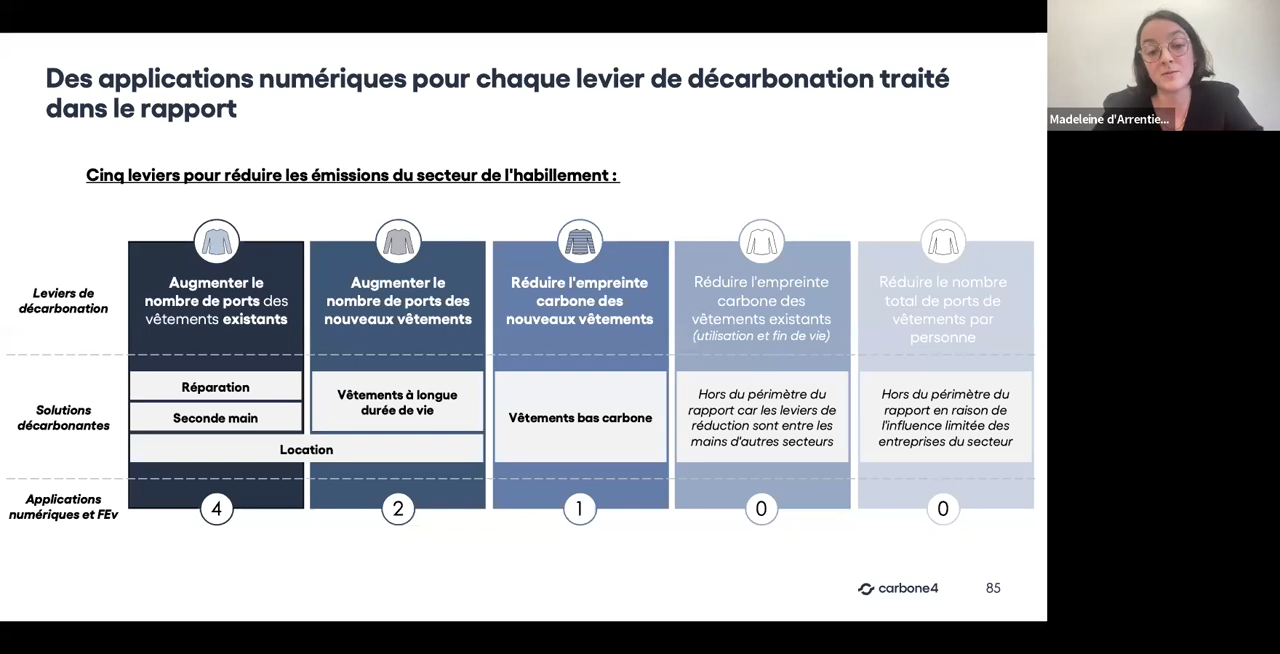 Des applications numériques pour chaque levier de décarbonation traité
dans le rapport
Madeleine d'Arrentie...
Cinq leviers pour réduire les émissions du secteur de l'habillement :
Leviers de
décarbonation
Augmenter le
nombre de ports des
vêtements existants
Augmenter le
nombre de ports des
nouveaux vêtements
Réduire l'empreinte
carbone des
nouveaux vêtements
Réduire l'empreinte
carbone des
vêtements existants
(utilisation et fin de vie)
Réduire le nombre
total de ports de
vêtements par
personne
Solutions
décarbonantes
Réparation
Seconde main
Location
Vêtements à longue
durée de vie
Vêtements bas carbone
Hors du périmètre du
rapport car les leviers de
réduction sont entre les
mains d'autres secteurs
Hors du périmètre du
rapport en raison de
l'influence limitée des
entreprises du secteur
Applications
numériques et FEv
4
2
1
0
0
carbone4
85